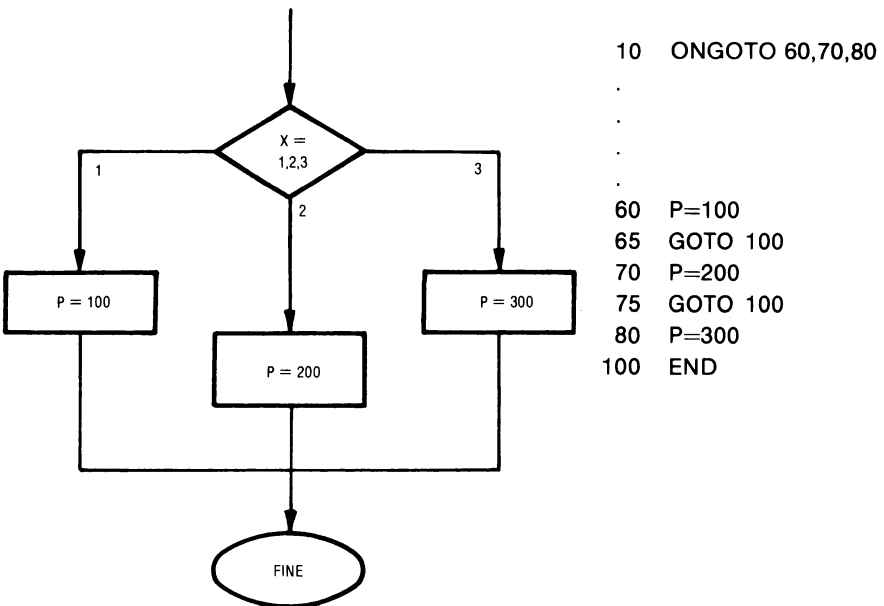 X =
1,2,3
1
2
3
P = 100
P = 200
P = 300
FINE
10 ONGOTO 60,70,80
.
.
.
.
60 P=100
65 GOTO 100
70 P=200
75 GOTO 100
80 P=300
100 END